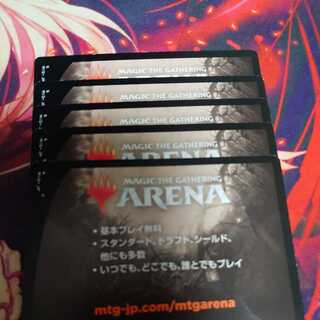 MAGIC THE GATHERING
MAGIC THE GATHERING
MAGIC THE GATHERING
MAGIC THE GATHERING
MAGIC THE GATHERING
ARENA
• 基本プレイ無料
• スタンダード、ドラフト、シールド、
他にも多数
• いつでも、どこでも、誰とでもプレイ
mtg-jp.com/mtgarena